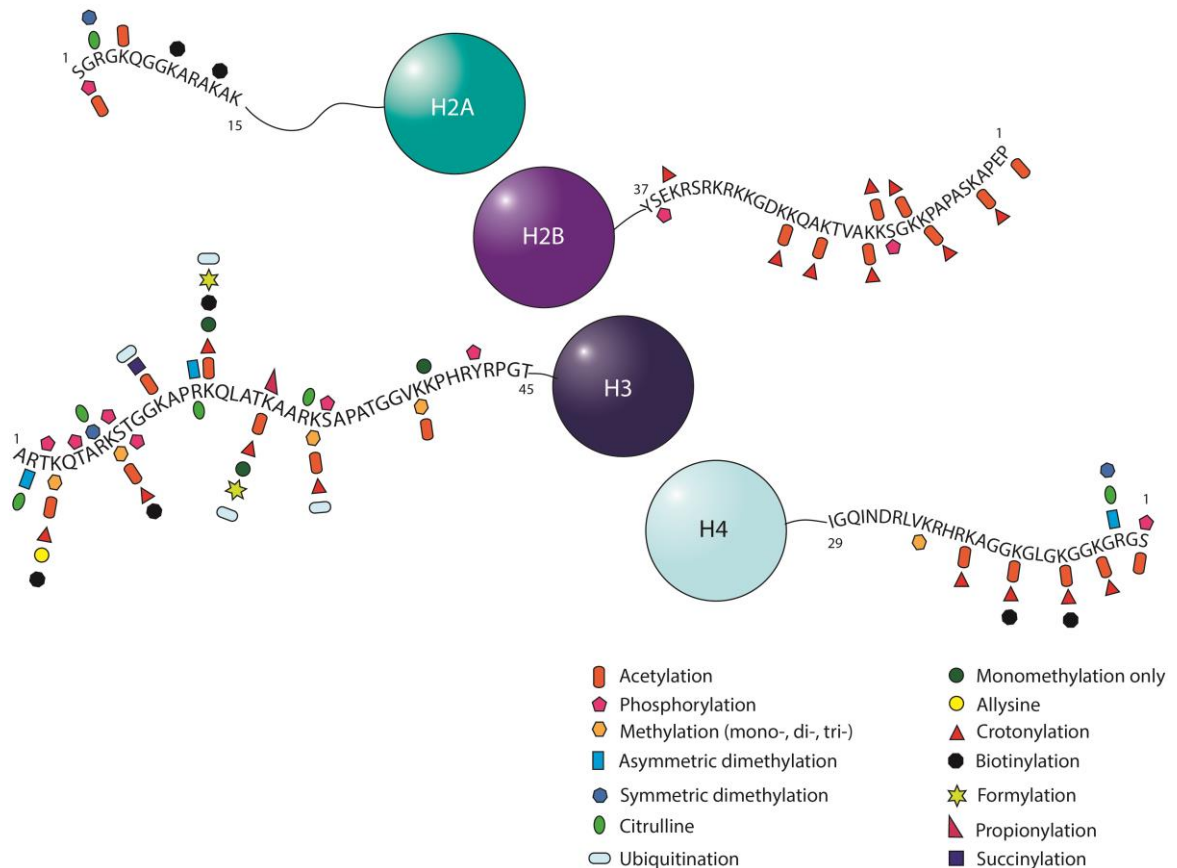 1
SGRGKQGGKARAKAK
15
H2A
H2B
37
YSEKRSRKRKKGDKKQAKTVAKKSGKKPAPASKAPEP
1
1
ARTKQTARKSTGGKAPRKQLATKAARKSAPATGGVKKPHRYRPGT
45
H3
H4
IGQINDRLVKRHRKAGGKGLGKGGKGRGS
29
1
Acetylation
Phosphorylation
Methylation (mono-, di-, tri-)
Asymmetric dimethylation
Symmetric dimethylation
Citrulline
Ubiquitination
Monomethylation only
Allysine
Crotonylation
Biotinylation
Formylation
Propionylation
Succinylation